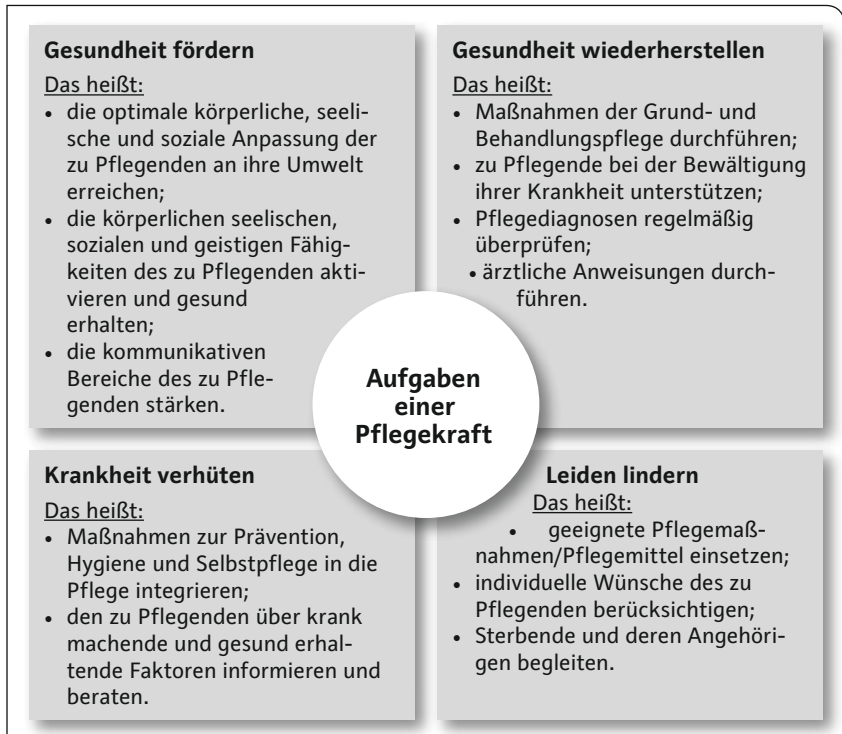 Gesundheit fördern
Das heißt:
• die optimale körperliche, seeli-
sche und soziale Anpassung der
zu Pflegenden an ihre Umwelt
erreichen;
• die körperlichen seelischen,
sozialen und geistigen Fähig-
keiten des zu Pflegenden akti-
vieren und gesund
erhalten;
• die kommunikativen
Bereiche des zu Pfle-
genden stärken.
Gesundheit wiederherstellen
Das heißt:
• Maßnahmen der Grund- und
Behandlungspflege durchführen;
• zu Pflegende bei der Bewältigung
ihrer Krankheit unterstützen;
• Pflegediagnosen regelmäßig
überprüfen;
• ärztliche Anweisungen durch-
führen.
Aufgaben
einer
Pflegekraft
Krankheit verhüten
Das heißt:
• Maßnahmen zur Prävention,
Hygiene und Selbstpflege in die
Pflege integrieren;
• den zu Pflegenden über krank
machende und gesund erhal-
tende Faktoren informieren und
beraten.
Leiden lindern
Das heißt:
• geeignete Pflegemaß-
nahmen/Pflegemittel einsetzen;
• individuelle Wünsche des zu
Pflegenden berücksichtigen;
• Sterbende und deren Angehöri-
gen begleiten.